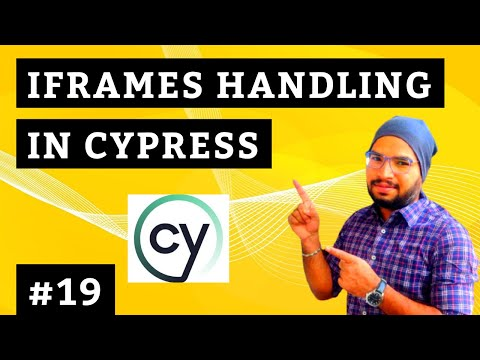 IFRAMES HANDLING
IN CYPRESS
cy
#19